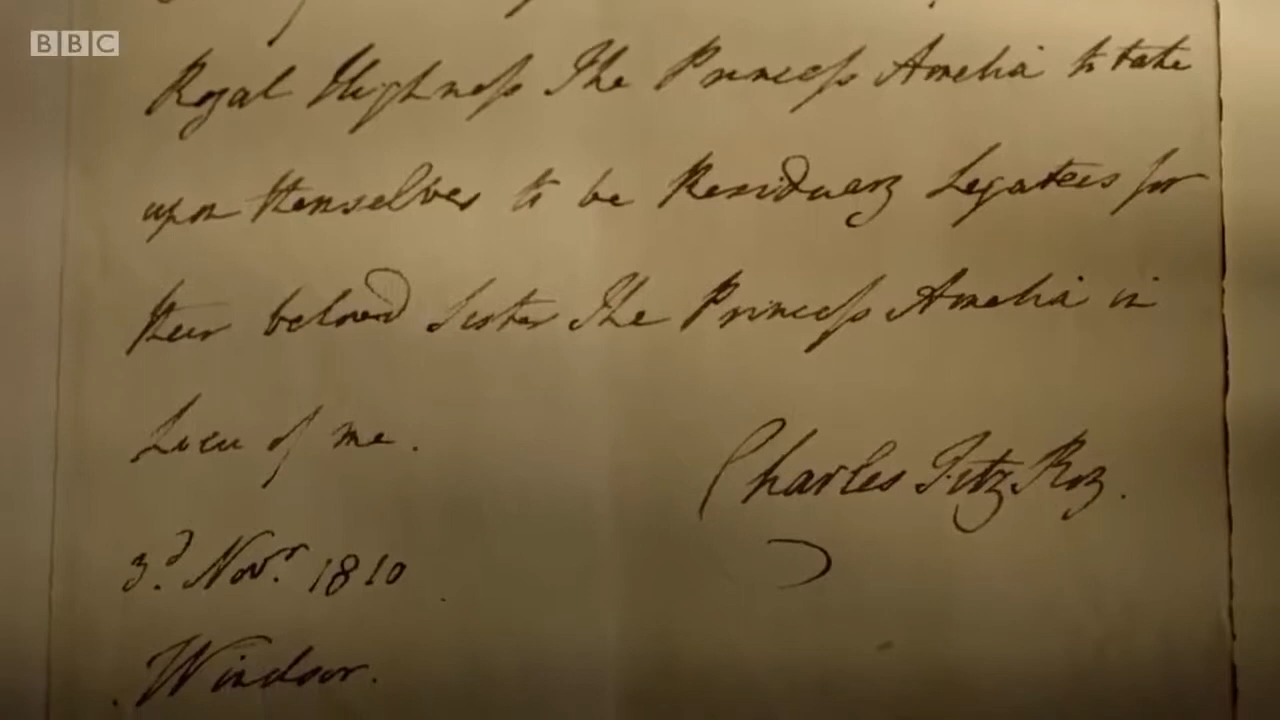 BBC
Royal Highness The Princess Amelia to take
upon themselves to be Residuary Legatees for
their beloved Sister The Princess Amelia in
Lieu of me.
Charles FitzRoy.
3d. Novr. 1810
Windsor.